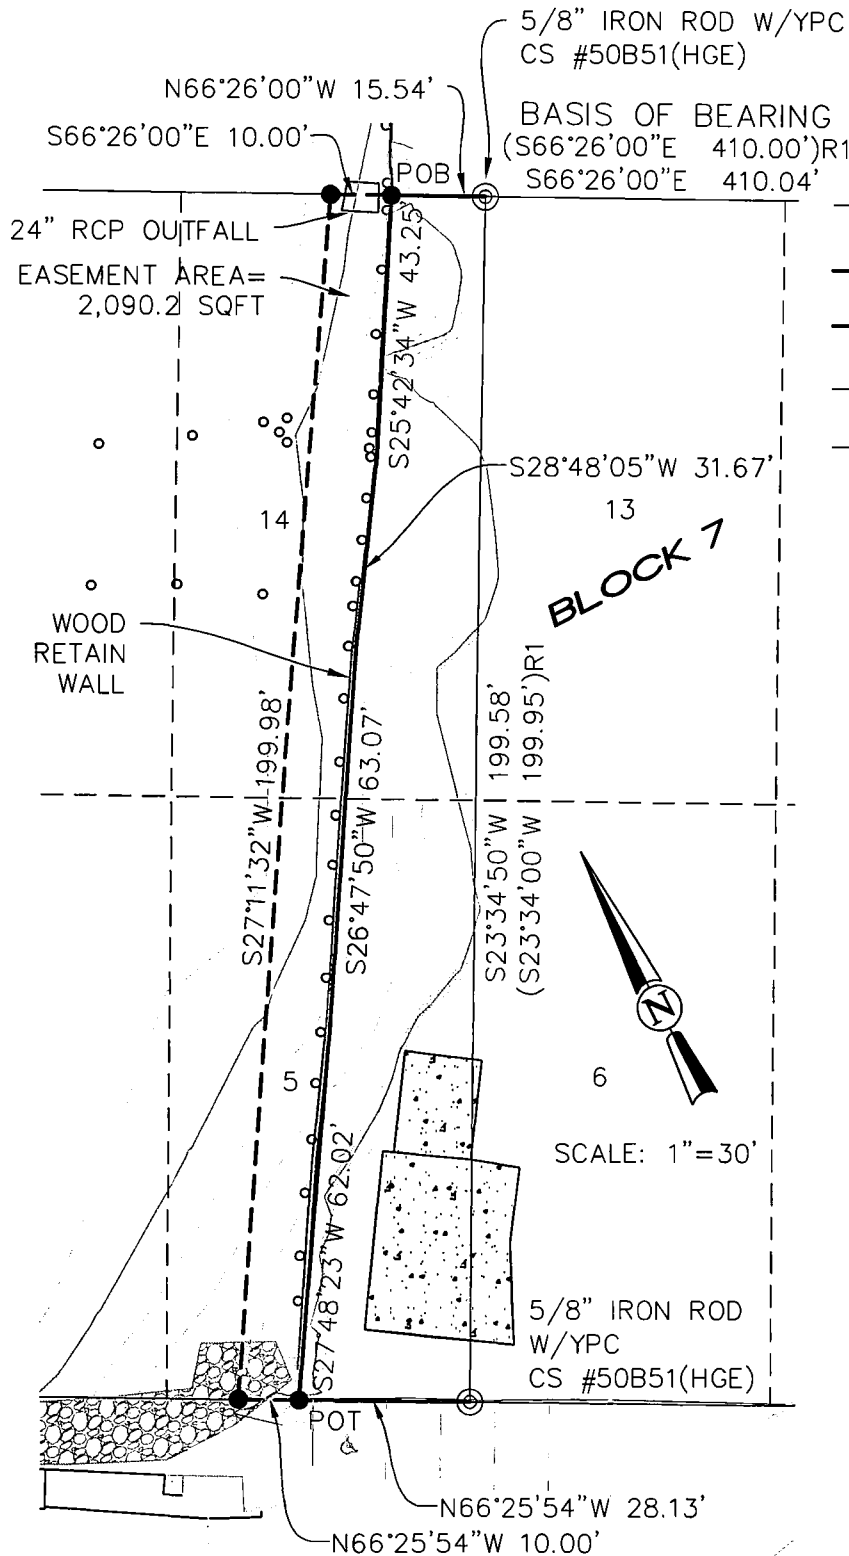 5/8" IRON ROD W/YPC
CS #50B51(HGE)
N66°26'00"W 15.54'
BASIS OF BEARING
S66°26'00"E 10.00'
(S66°26'00"E 410.00')R1
POB
S66°26'00"E 410.04'
24" RCP OUTFALL
EASEMENT AREA=
2,090.2 SQFT
S25°42'34"W 43.25'
S28°48'05"W 31.67'
13
14
BLOCK 7
WOOD
RETAIN
WALL
S27°11'32"W 199.98'
S26°47'50"W 63.07'
S23°34'50"W 199.58'
(S23°34'00"W 199.95')R1
N
5
6
SCALE: 1"=30'
S27°48'23"W 62.02'
5/8" IRON ROD
W/YPC
CS #50B51(HGE)
POT
N66°25'54"W 28.13'
N66°25'54"W 10.00'